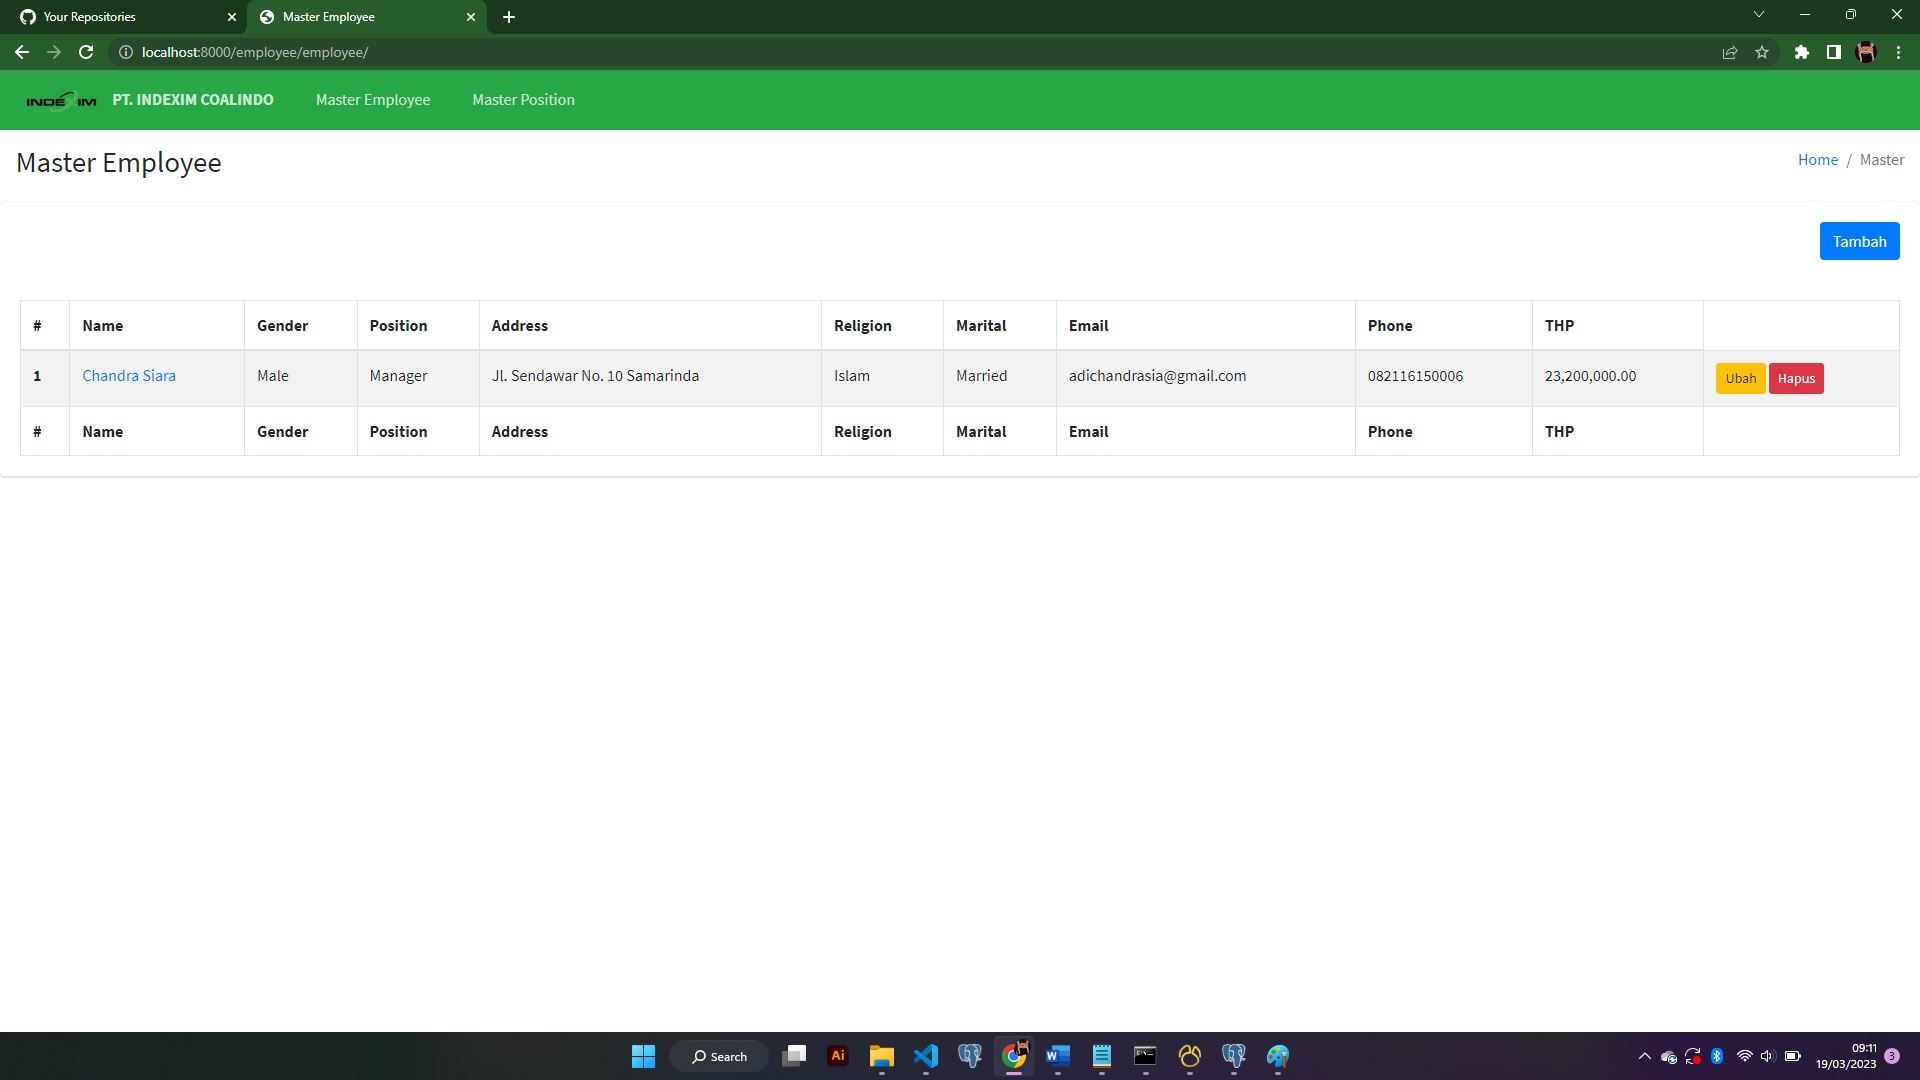 Your Repositories
Master Employee
localhost:8000/employee/employee/
INDEXIM PT. INDEXIM COALINDO Master Employee Master Position
Master Employee
Home / Master
Tambah
# Name Gender Position Address Religion Marital Email Phone THP
1 Chandra Siara Male Manager Jl. Sendawar No. 10 Samarinda Islam Married adichandrasia@gmail.com 082116150006 23,200,000.00 Ubah Hapus
# Name Gender Position Address Religion Marital Email Phone THP
Search
Ai
W
09:11
19/03/2023
3